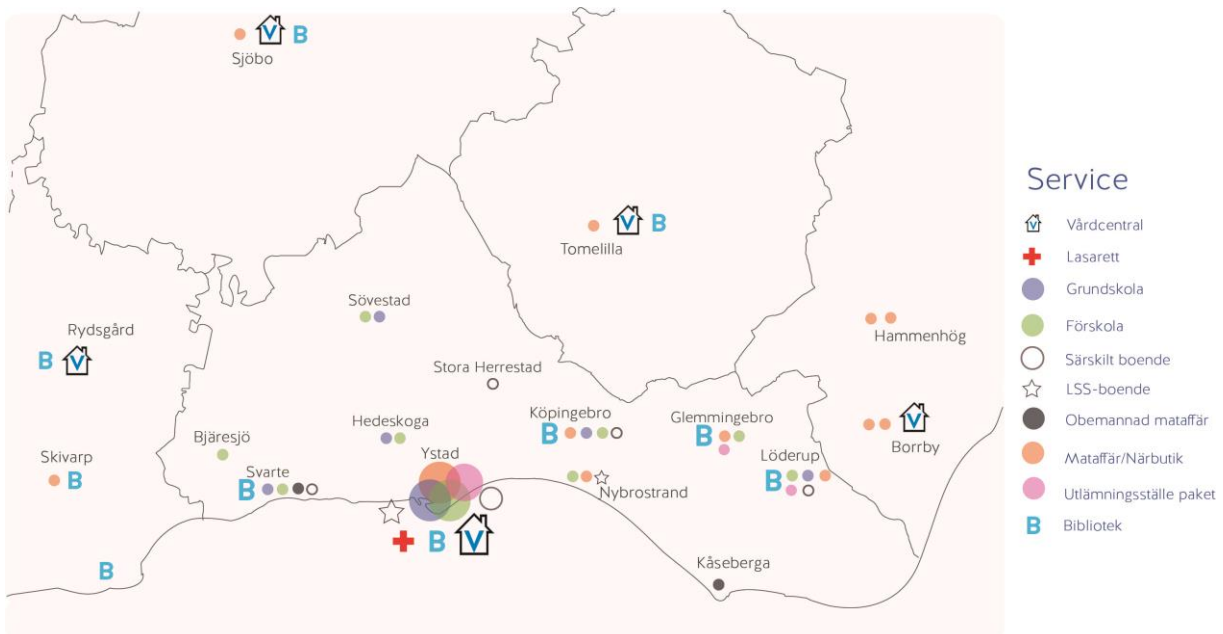 Sjöbo
B
V
Tomelilla
V
B
Sövestad
Hammenhög
Rydsgård
B
V
Stora Herrestad
Köpingebro
B
Glemmingebro
B
V
Borrby
Hedeskoga
Bjäresjö
Ystad
Skivarp
B
Svarte
B
Löderup
B
Nybrostrand
B
V
B
Kåseberga
Service
V
Vårdcentral
Lasarett
Grundskola
Förskola
Särskilt boende
LSS-boende
Obemannad mataffär
Mataffär/Närbutik
Utlämningsställe paket
B
Bibliotek